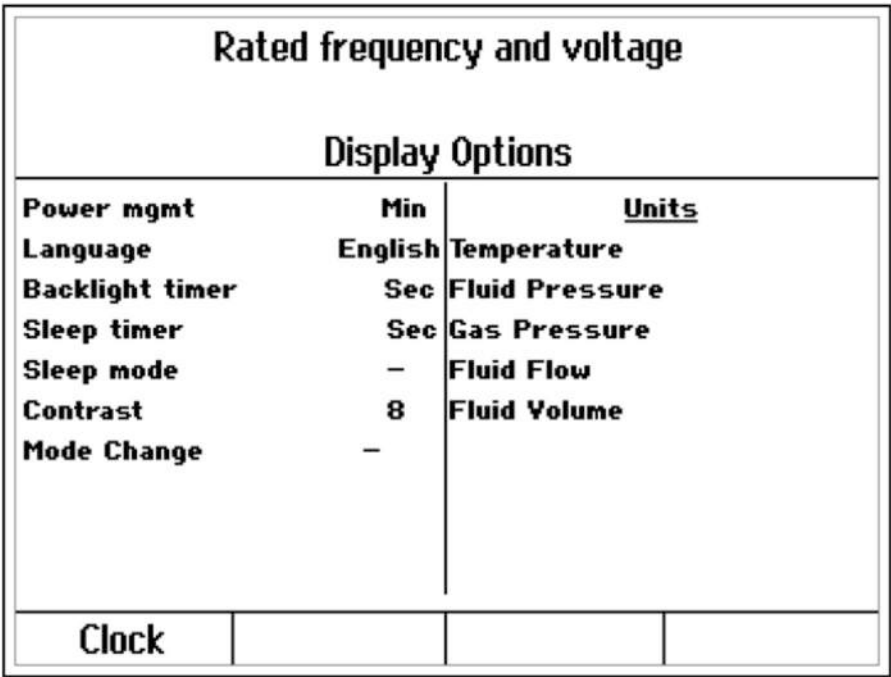 Rated frequency and voltage
Display Options
Power mgmt Min
Language English
Backlight timer Sec
Sleep timer Sec
Sleep mode –
Contrast 8
Mode Change –
Units
Temperature
Fluid Pressure
Gas Pressure
Fluid Flow
Fluid Volume
Clock